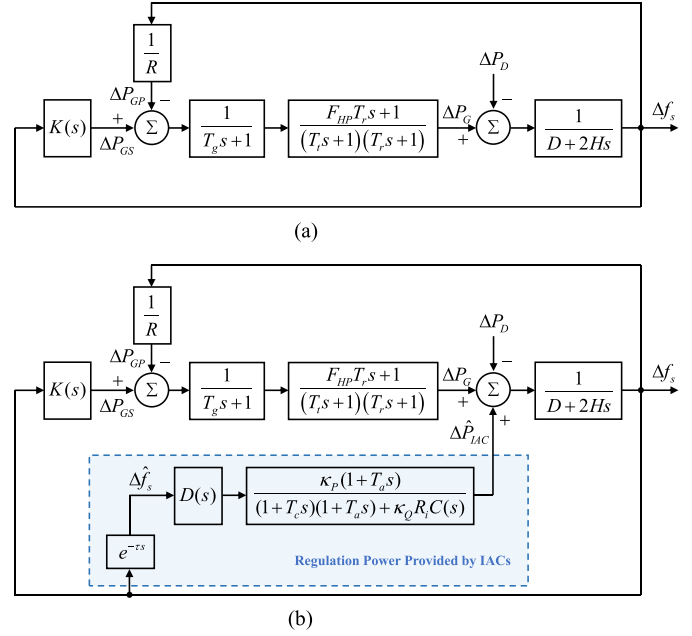 1
R
ΔP_D
ΔP_GP −
−
K(s)
+
ΔP_GS
Σ
1
T_g s+1
F_HP T_r s+1
(T_t s+1)(T_r s+1)
ΔP_G
+
Σ
1
D+2Hs
Δf_s
(a)
1
R
ΔP_D
ΔP_GP −
−
K(s)
+
ΔP_GS
Σ
1
T_g s+1
F_HP T_r s+1
(T_t s+1)(T_r s+1)
ΔP_G
+
Σ
+
1
D+2Hs
Δf_s
ΔP̂_IAC
Δf̂_s
D(s)
κ_P(1+T_a s)
(1+T_c s)(1+T_a s)+κ_Q R_i C(s)
e^{−τs}
Regulation Power Provided by IACs
(b)